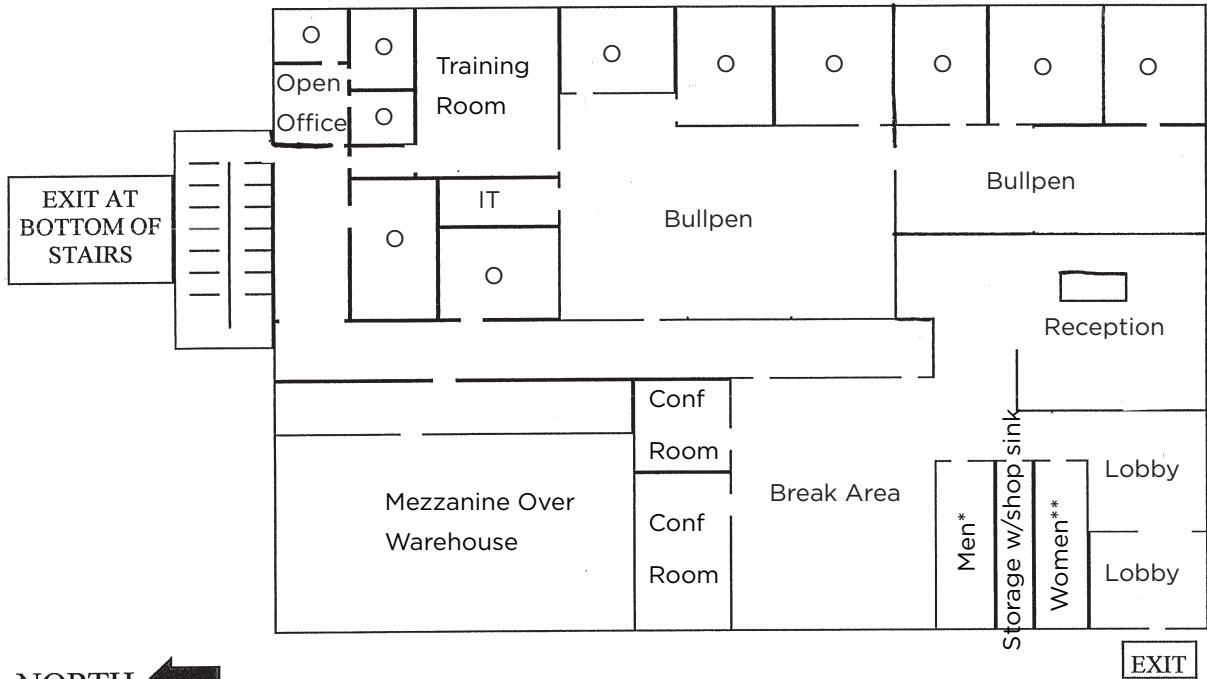 O
O
O
O
O
O
O
O
O
Open
Office
Training
Room
EXIT AT
BOTTOM OF
STAIRS
IT
O
O
Bullpen
Bullpen
Reception
Conf
Room
Conf
Room
Mezzanine Over
Warehouse
Break Area
Men*
Storage w/shop sink
Women**
Lobby
Lobby
EXIT
NORTH